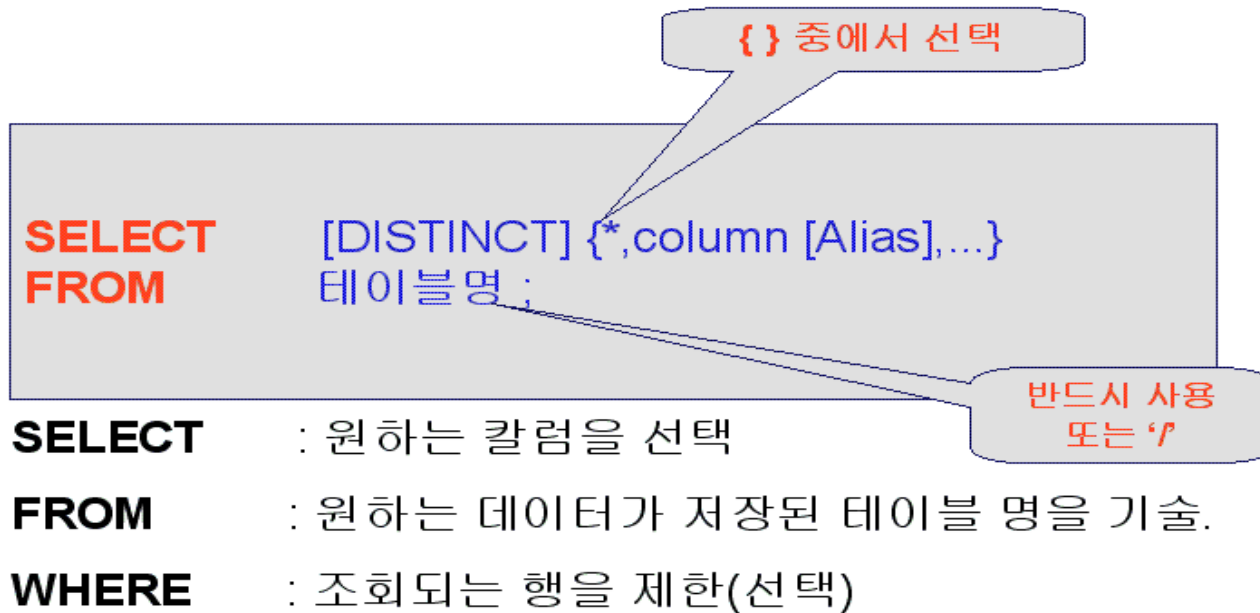 { } 중에서 선택
SELECT [DISTINCT] {*,column [Alias],...}
FROM 테이블명 ;
반드시 사용
또는 ‘/’
SELECT : 원하는 칼럼을 선택
FROM : 원하는 데이터가 저장된 테이블 명을 기술.
WHERE : 조회되는 행을 제한(선택)